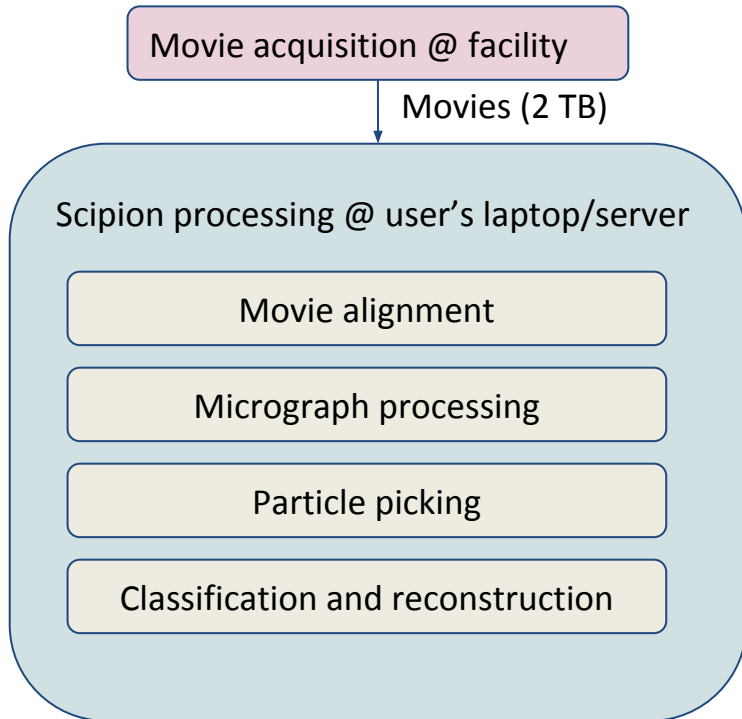 Movie acquisition @ facility
Movies (2 TB)
Scipion processing @ user’s laptop/server
Movie alignment
Micrograph processing
Particle picking
Classification and reconstruction